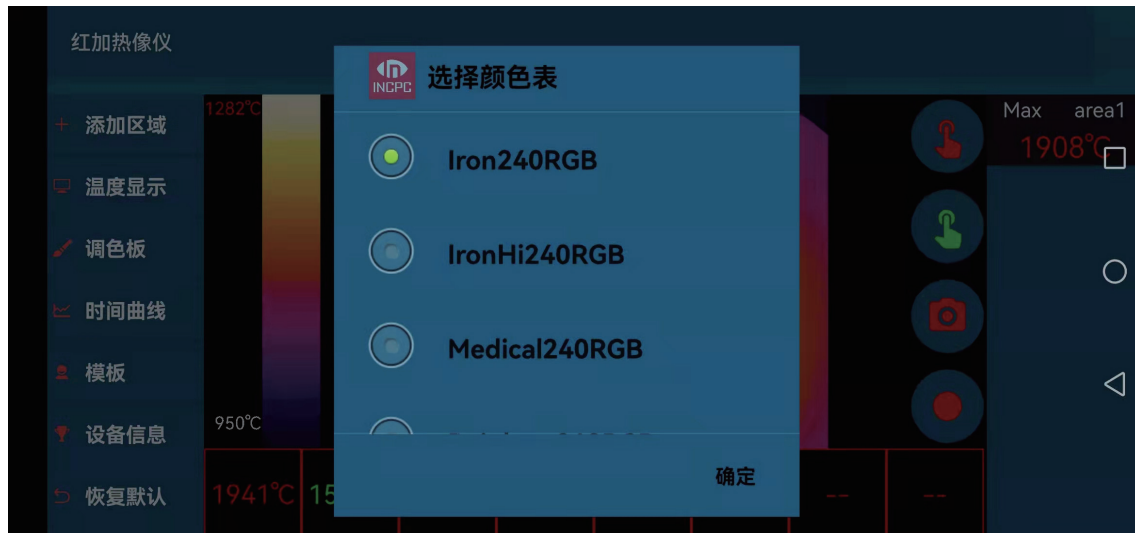 红加热像仪
INCPC
选择颜色表
添加区域
1282℃
Max area1
1908℃
Iron240RGB
温度显示
调色板
IronHi240RGB
时间曲线
Medical240RGB
模板
950℃
设备信息
确定
恢复默认
1941℃
15
--
--